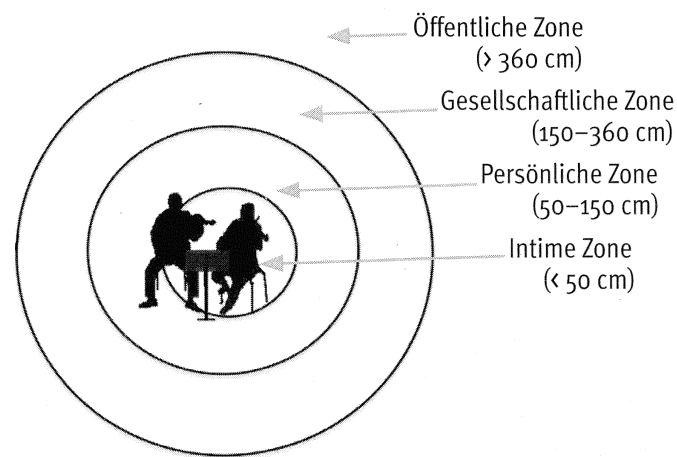 Öffentliche Zone
(> 360 cm)
Gesellschaftliche Zone
(150–360 cm)
Persönliche Zone
(50–150 cm)
Intime Zone
(< 50 cm)